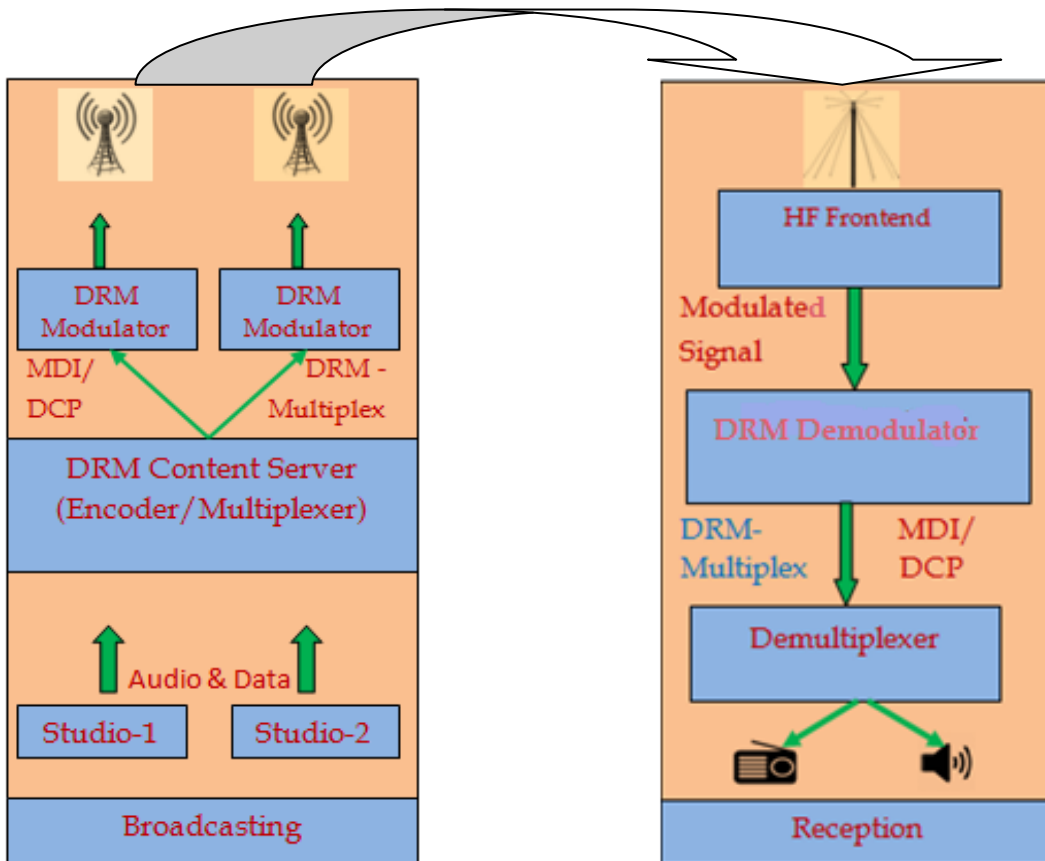 DRM
Modulator
DRM
Modulator
MDI/
DCP
DRM -
Multiplex
DRM Content Server
(Encoder/Multiplexer)
Audio & Data
Studio-1
Studio-2
Broadcasting
HF Frontend
Modulated
Signal
DRM Demodulator
DRM-
Multiplex
MDI/
DCP
Demultiplexer
Reception